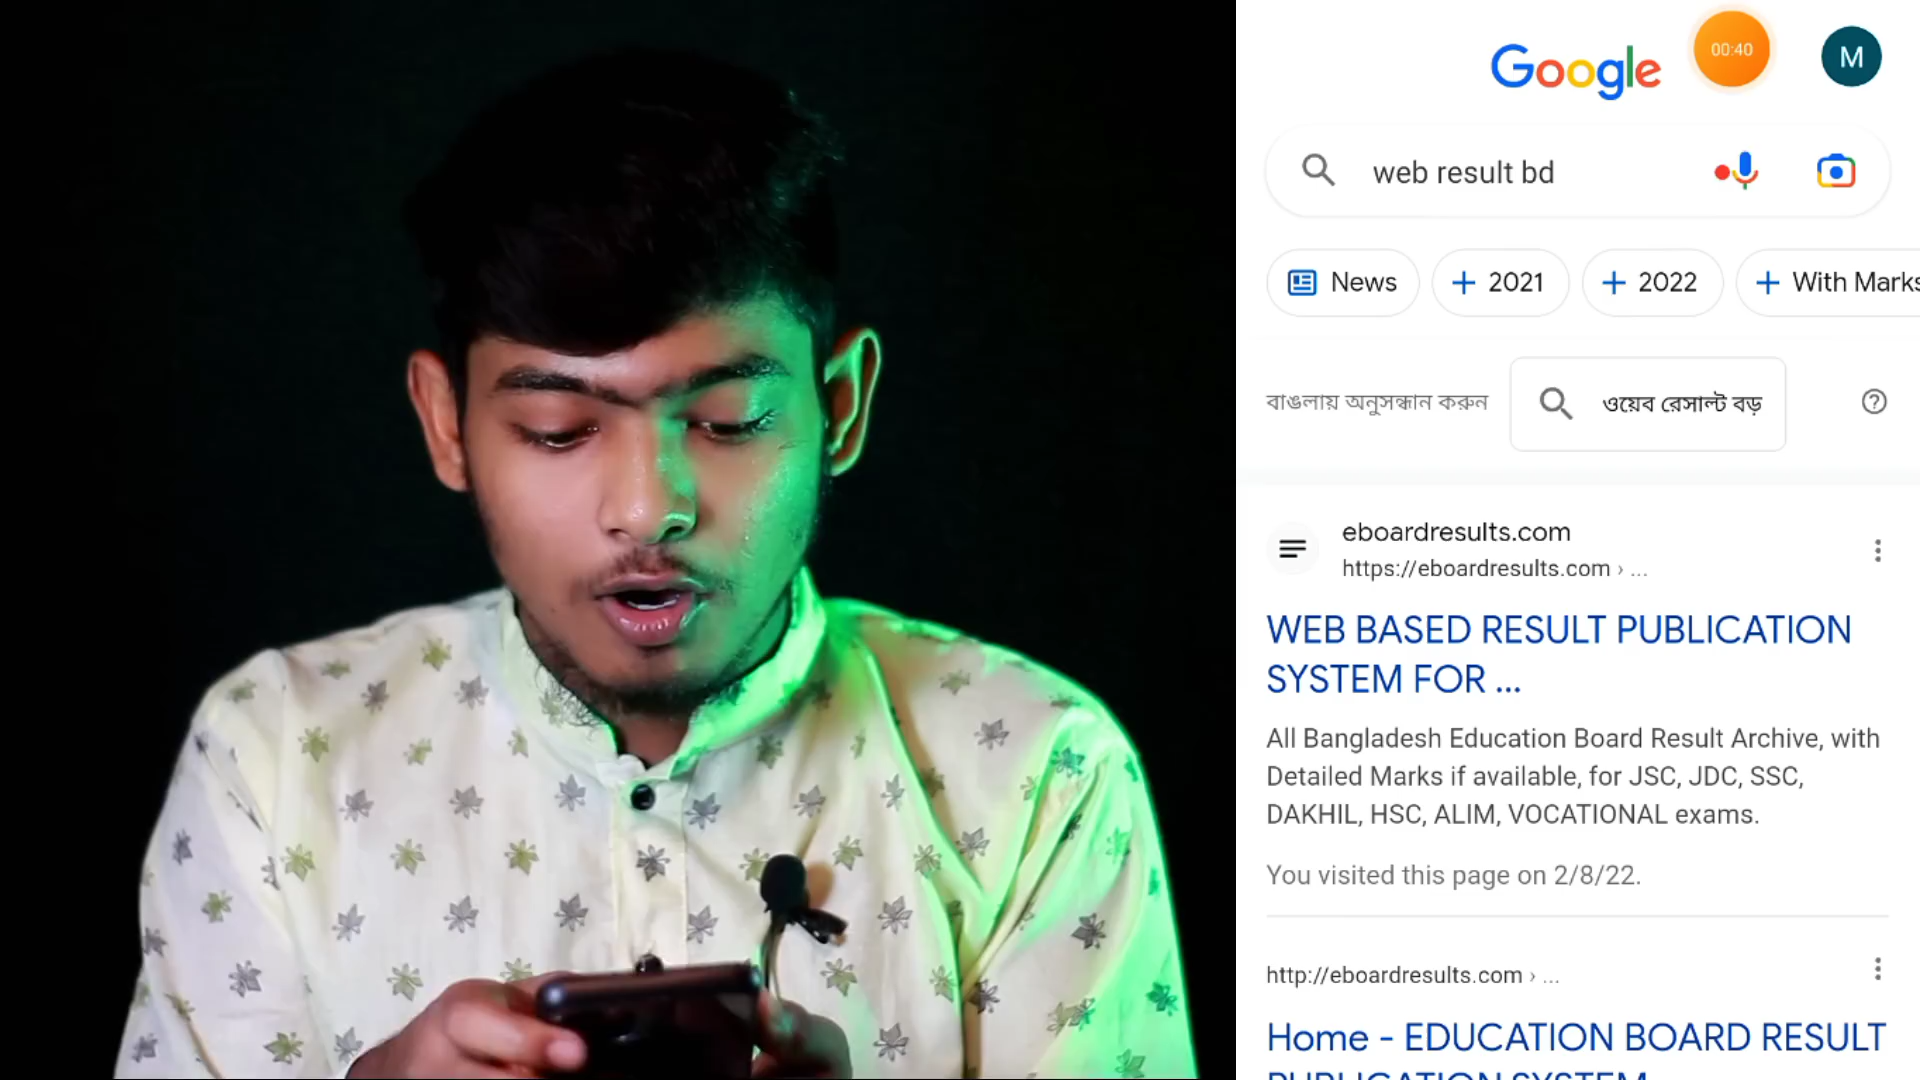 Google
00:40
M
web result bd
News
2021
2022
With Marks
বাঙলায় অনুসন্ধান করুন
ওয়েব রেসাল্ট বড়
eboardresults.com
https://eboardresults.com › ...
WEB BASED RESULT PUBLICATION
SYSTEM FOR ...
All Bangladesh Education Board Result Archive, with
Detailed Marks if available, for JSC, JDC, SSC,
DAKHIL, HSC, ALIM, VOCATIONAL exams.
You visited this page on 2/8/22.
http://eboardresults.com › ...
Home - EDUCATION BOARD RESULT
PUBLICATION SYSTEM